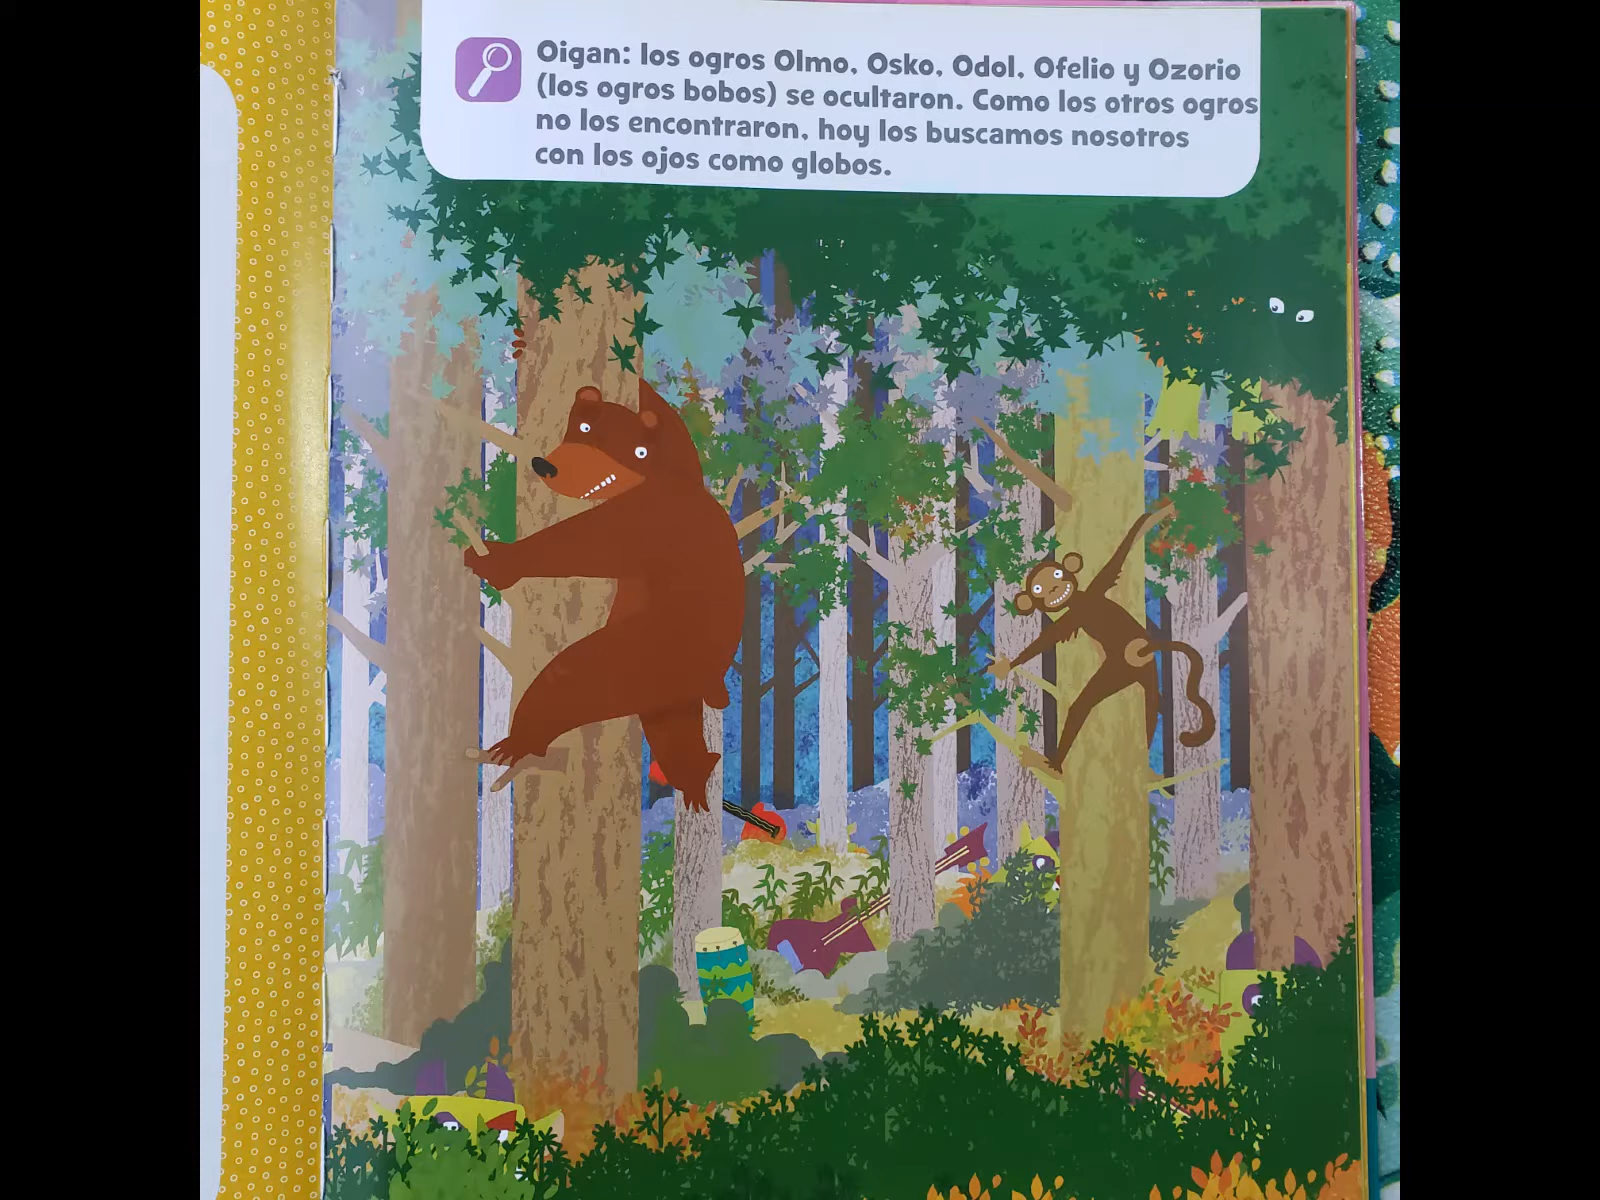 Oigan: los ogros Olmo, Osko, Odol, Ofelio y Ozorio
(los ogros bobos) se ocultaron. Como los otros ogros
no los encontraron, hoy los buscamos nosotros
con los ojos como globos.